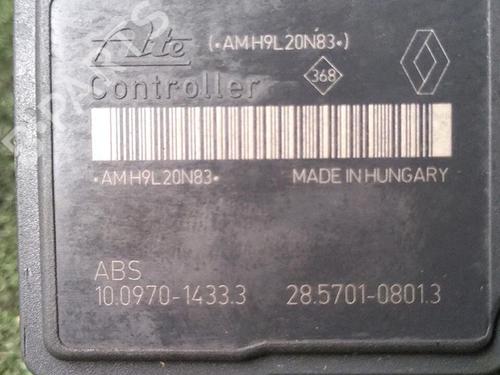 Ate
(•AMH9L20N83•)
Controller
368
•AMH9L20N83•
MADE IN HUNGARY
ABS
10.0970-1433.3
28.5701-0801.3